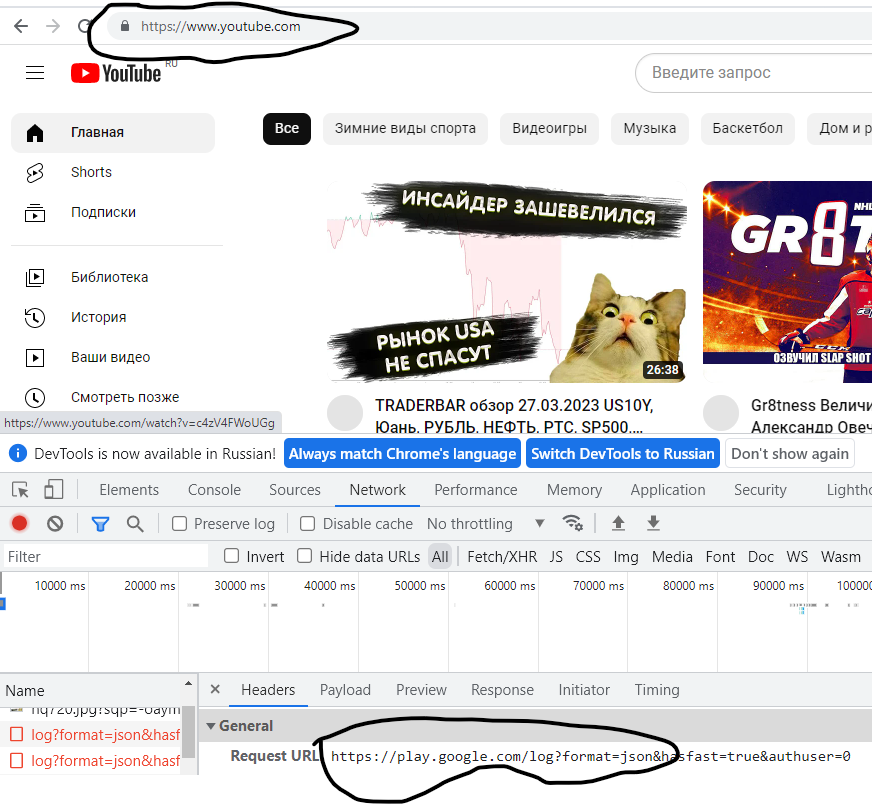 https://www.youtube.com
YouTube RU
Введите запрос
Главная
Все
Зимние виды спорта
Видеоигры
Музыка
Баскетбол
Дом и р
Shorts
Подписки
ИНСАЙДЕР ЗАШЕВЕЛИЛСЯ
NHL
GR8T
Библиотека
История
РЫНОК USA
НЕ СПАСУТ
Ваши видео
26:38
ОЗВУЧИЛ SLAP SHOT
Смотреть позже
TRADERBAR обзор 27.03.2023 US10Y,
Юань, РУБЛЬ, НЕФТЬ, РТС, SP500,...
Gr8tness Величи
Александр Овеч
https://www.youtube.com/watch?v=c4zV4FWoUGg
DevTools is now available in Russian!
Always match Chrome's language
Switch DevTools to Russian
Don't show again
Elements
Console
Sources
Network
Performance
Memory
Application
Security
Lightho
Preserve log
Disable cache
No throttling
Filter
Invert
Hide data URLs
All
Fetch/XHR
JS
CSS
Img
Media
Font
Doc
WS
Wasm
10000 ms
20000 ms
30000 ms
40000 ms
50000 ms
60000 ms
70000 ms
80000 ms
90000 ms
100000
Name
Headers
Payload
Preview
Response
Initiator
Timing
hq720.jpg?sqp=-oaym
General
log?format=json&hasf
Request URL
https://play.google.com/log?format=json&hasfast=true&authuser=0
log?format=json&hasf